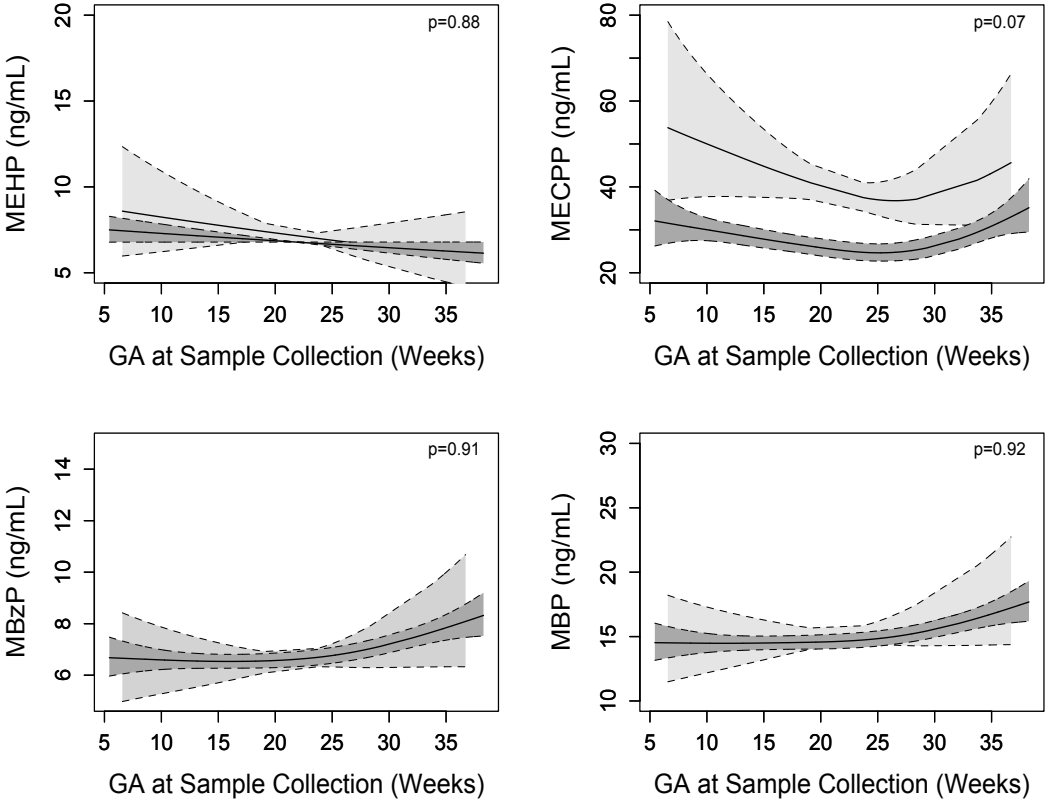 p=0.88
MEHP (ng/mL)
20
15
10
5
5 10 15 20 25 30 35
GA at Sample Collection (Weeks)
p=0.07
MECPP (ng/mL)
80
60
40
20
5 10 15 20 25 30 35
GA at Sample Collection (Weeks)
p=0.91
MBzP (ng/mL)
14
12
10
8
6
5 10 15 20 25 30 35
GA at Sample Collection (Weeks)
p=0.92
MBP (ng/mL)
30
25
20
15
10
5 10 15 20 25 30 35
GA at Sample Collection (Weeks)